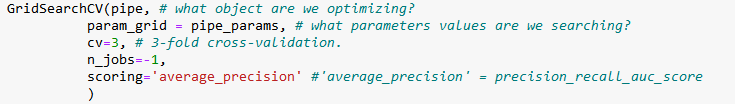 GridSearchCV(pipe, # what object are we optimizing?
param_grid = pipe_params, # what parameters values are we searching?
cv=3, # 3-fold cross-validation.
n_jobs=-1,
scoring='average_precision' #'average_precision' = precision_recall_auc_score
)